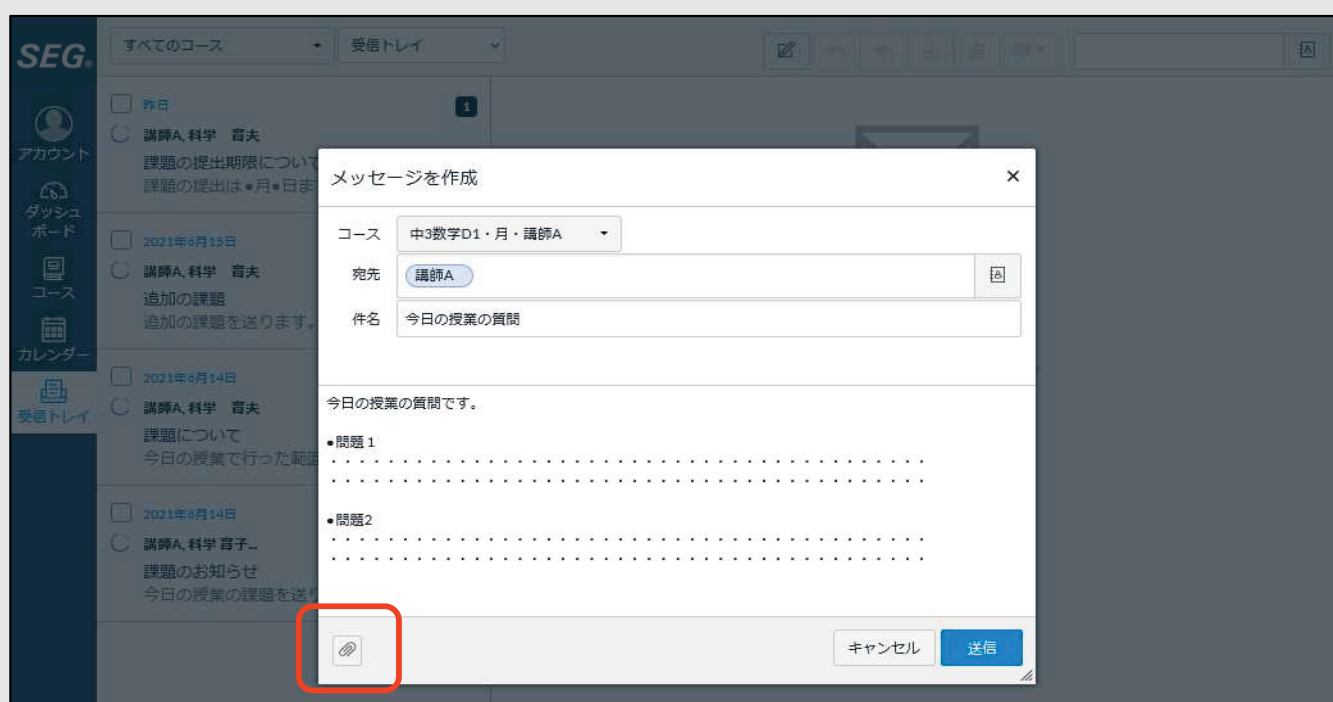 SEG.
アカウント
ダッシュ
ボード
コース
カレンダー
受信トレイ
すべてのコース
受信トレイ
昨日
1
講師A, 科学 育夫
課題の提出期限について
課題の提出は●月●日ま
2021年6月15日
講師A, 科学 育夫
追加の課題
追加の課題を送ります。
2021年6月14日
講師A, 科学 育夫
課題について
今日の授業で行った範囲
2021年6月14日
講師A, 科学 育子...
課題のお知らせ
今日の授業の課題を送り
メッセージを作成
コース 中3数学D1・月・講師A
宛先 講師A
件名 今日の授業の質問
今日の授業の質問です。
●問題１
・・・・・・・・・・・・・・・・・・・・・・・・・・・・・・・・・・・・・・・・・・
・・・・・・・・・・・・・・・・・・・・・・・・・・・・・・・・・・・・・・・・・・
●問題2
・・・・・・・・・・・・・・・・・・・・・・・・・・・・・・・・・・・・・・・・・・
・・・・・・・・・・・・・・・・・・・・・・・・・・・・・・・・・・・・・・・・・・
キャンセル 送信